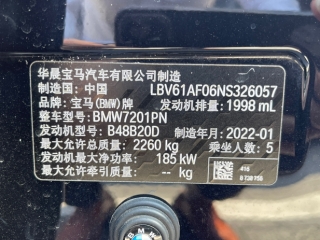 华晨宝马汽车有限公司制造
制造国: 中国 LBV61AF06NS326057
品牌: 宝马(BMW)牌 发动机排量: 1998 mL
整车型号: BMW7201PN
发动机型号: B48B20D 制造年月: 2022-01
最大允许总质量: 2260 kg 乘坐人数: 5
发动机最大净功率: 185 kW
最大允许牵引质量: -- kg